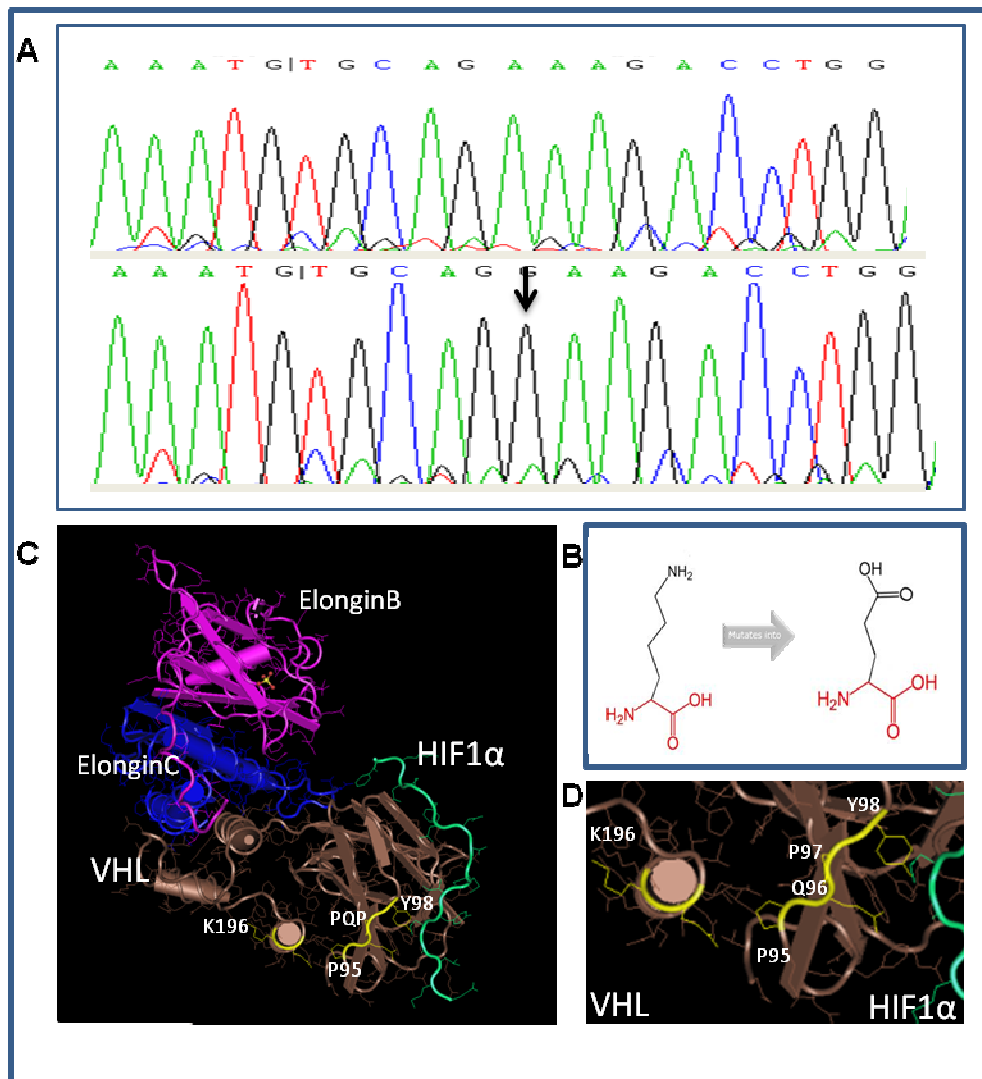 A
A A A T G | T G C A G A A A G A C C T G G
A A A T G | T G C A G G A A G A C C T G G
C
ElonginB
ElonginC
HIF1α
VHL
K196
PQP
Y98
P95
B
NH2
OH
O
Mutates into
H2N
OH
O
H2N
OH
O
D
K196
Y98
P97
Q96
P95
VHL
HIF1α